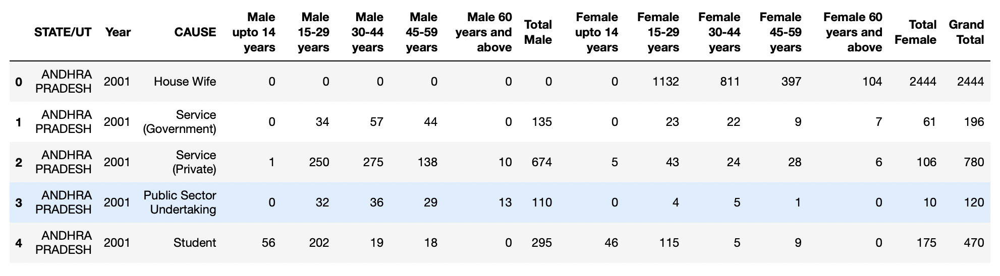 STATE/UT Year CAUSE Male upto 14 years Male 15-29 years Male 30-44 years Male 45-59 years Male 60 years and above Total Male Female upto 14 years Female 15-29 years Female 30-44 years Female 45-59 years Female 60 years and above Total Female Grand Total
0 ANDHRA PRADESH 2001 House Wife 0 0 0 0 0 0 0 1132 811 397 104 2444 2444
1 ANDHRA PRADESH 2001 Service (Government) 0 34 57 44 0 135 0 23 22 9 7 61 196
2 ANDHRA PRADESH 2001 Service (Private) 1 250 275 138 10 674 5 43 24 28 6 106 780
3 ANDHRA PRADESH 2001 Public Sector Undertaking 0 32 36 29 13 110 0 4 5 1 0 10 120
4 ANDHRA PRADESH 2001 Student 56 202 19 18 0 295 46 115 5 9 0 175 470